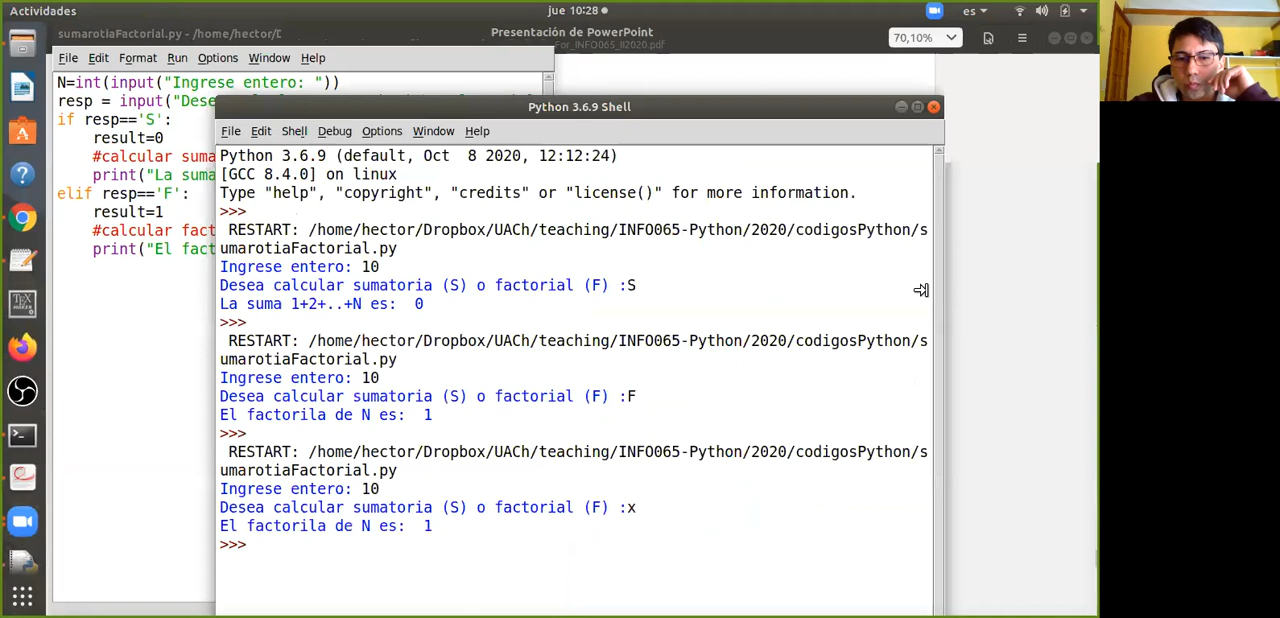 Actividades
jue 10:28
es
sumarotiaFactorial.py - /home/hector/D
Presentación de PowerPoint
For_INFO065_II2020.pdf
70,10%
File Edit Format Run Options Window Help
N=int(input("Ingrese entero: "))
resp = input("Dese
if resp=='S':
result=0
#calcular suma
print("La suma
elif resp=='F':
result=1
#calcular fact
print("El fact
Python 3.6.9 Shell
File Edit Shell Debug Options Window Help
Python 3.6.9 (default, Oct 8 2020, 12:12:24)
[GCC 8.4.0] on linux
Type "help", "copyright", "credits" or "license()" for more information.
>>>
RESTART: /home/hector/Dropbox/UACh/teaching/INFO065-Python/2020/codigosPython/s
umarotiaFactorial.py
Ingrese entero: 10
Desea calcular sumatoria (S) o factorial (F) :S
La suma 1+2+..+N es:  0
>>>
RESTART: /home/hector/Dropbox/UACh/teaching/INFO065-Python/2020/codigosPython/s
umarotiaFactorial.py
Ingrese entero: 10
Desea calcular sumatoria (S) o factorial (F) :F
El factorila de N es:  1
>>>
RESTART: /home/hector/Dropbox/UACh/teaching/INFO065-Python/2020/codigosPython/s
umarotiaFactorial.py
Ingrese entero: 10
Desea calcular sumatoria (S) o factorial (F) :x
El factorila de N es:  1
>>>